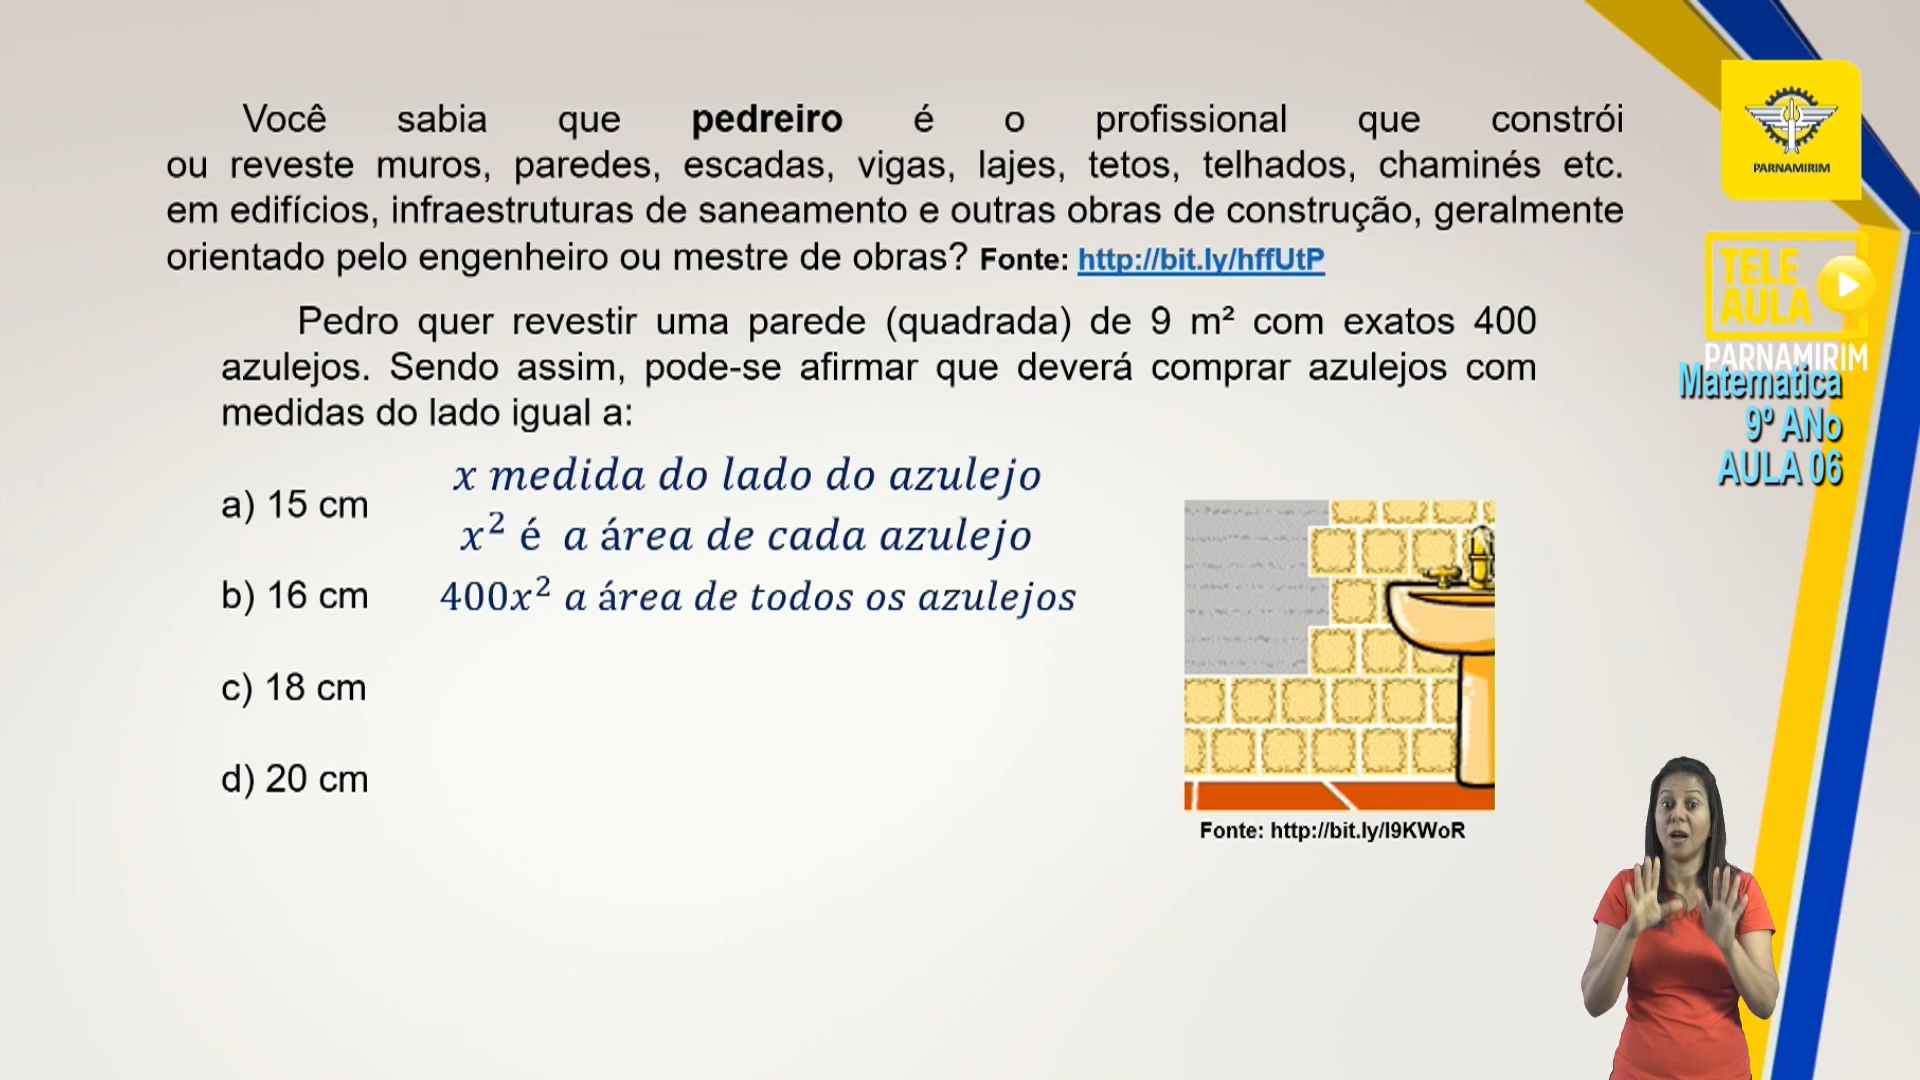 Você sabia que pedreiro é o profissional que constrói
ou reveste muros, paredes, escadas, vigas, lajes, tetos, telhados, chaminés etc.
em edifícios, infraestruturas de saneamento e outras obras de construção, geralmente
orientado pelo engenheiro ou mestre de obras? Fonte: http://bit.ly/hffUtP
Pedro quer revestir uma parede (quadrada) de 9 m² com exatos 400
azulejos. Sendo assim, pode-se afirmar que deverá comprar azulejos com
medidas do lado igual a:
a) 15 cm
b) 16 cm
c) 18 cm
d) 20 cm
x medida do lado do azulejo
x² é a área de cada azulejo
400x² a área de todos os azulejos
Fonte: http://bit.ly/I9KWoR
PARNAMIRIM
TELE
AULA
PARNAMIRIM
Matematica
9º ANo
AULA 06